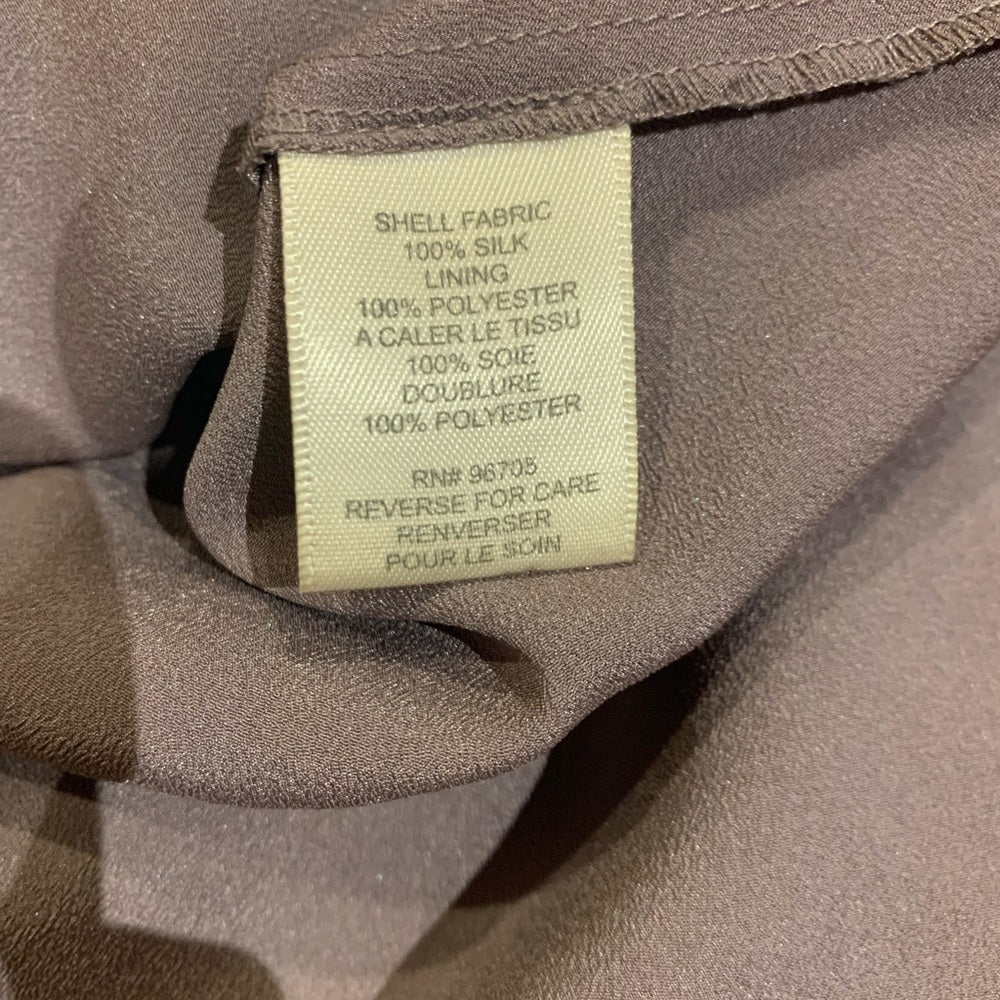 SHELL FABRIC
100% SILK
LINING
100% POLYESTER
A CALER LE TISSU
100% SOIE
DOUBLURE
100% POLYESTER
RN# 96705
REVERSE FOR CARE
RENVERSER
POUR LE SOIN